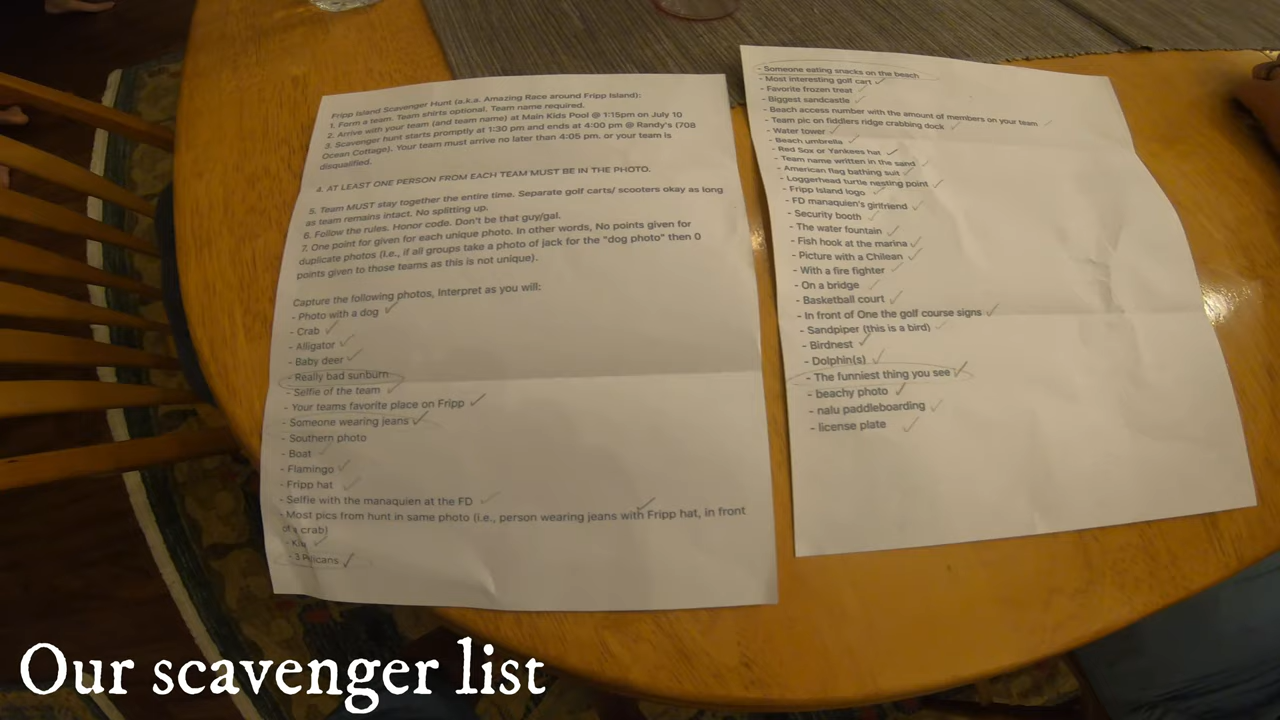 Fripp Island Scavenger Hunt (a.k.a. Amazing Race around Fripp Island):
1. Form a team. Team shirts optional. Team name required.
2. Arrive with your team (and team name) at Main Kids Pool @ 1:15pm on July 10
3. Scavenger hunt starts promptly at 1:30 pm and ends at 4:00 pm @ Randy's (708
Ocean Cottage). Your team must arrive no later than 4:05 pm. or your team is
disqualified.
4. AT LEAST ONE PERSON FROM EACH TEAM MUST BE IN THE PHOTO.
5. Team MUST stay together the entire time. Separate golf carts/ scooters okay as long
as team remains intact. No splitting up.
6. Follow the rules. Honor code. Don't be that guy/gal.
7. One point for given for each unique photo. In other words, No points given for
duplicate photos (I.e., if all groups take a photo of jack for the "dog photo" then 0
points given to those teams as this is not unique).
Capture the following photos, Interpret as you will:
- Photo with a dog ✓
- Crab ✓
- Alligator ✓
- Baby deer ✓
- Really bad sunburn
- Selfie of the team ✓
- Your teams favorite place on Fripp ✓
- Someone wearing jeans ✓
- Southern photo
- Boat ✓
- Flamingo ✓
- Fripp hat ✓
- Selfie with the managuien at the FD ✓
- Most pics from hunt in same photo (i.e., person wearing jeans with Fripp hat, in front
of a crab) ✓
- 3 Pelicans ✓
- Someone eating snacks on the beach
- Most interesting golf cart ✓
- Favorite frozen treat ✓
- Biggest sandcastle ✓
- Beach access number with the amount of members on your team ✓
- Team pic on fiddlers ridge crabbing dock ✓
- Water tower ✓
- Beach umbrella ✓
- Red Sox or Yankees hat ✓
- Team name written in the sand ✓
- American flag bathing suit ✓
- Loggerhead turtle nesting point ✓
- Fripp Island logo ✓
- FD managuien's girlfriend ✓
- Security booth ✓
- The water fountain ✓
- Fish hook at the marina ✓
- Picture with a Chilean ✓
- With a fire fighter ✓
- On a bridge ✓
- Basketball court ✓
- In front of One the golf course signs ✓
- Sandpiper (this is a bird) ✓
- Birdnest ✓
- Dolphin(s) ✓
- The funniest thing you see ✓
- beachy photo ✓
- nalu paddleboarding ✓
- license plate ✓
Our scavenger list